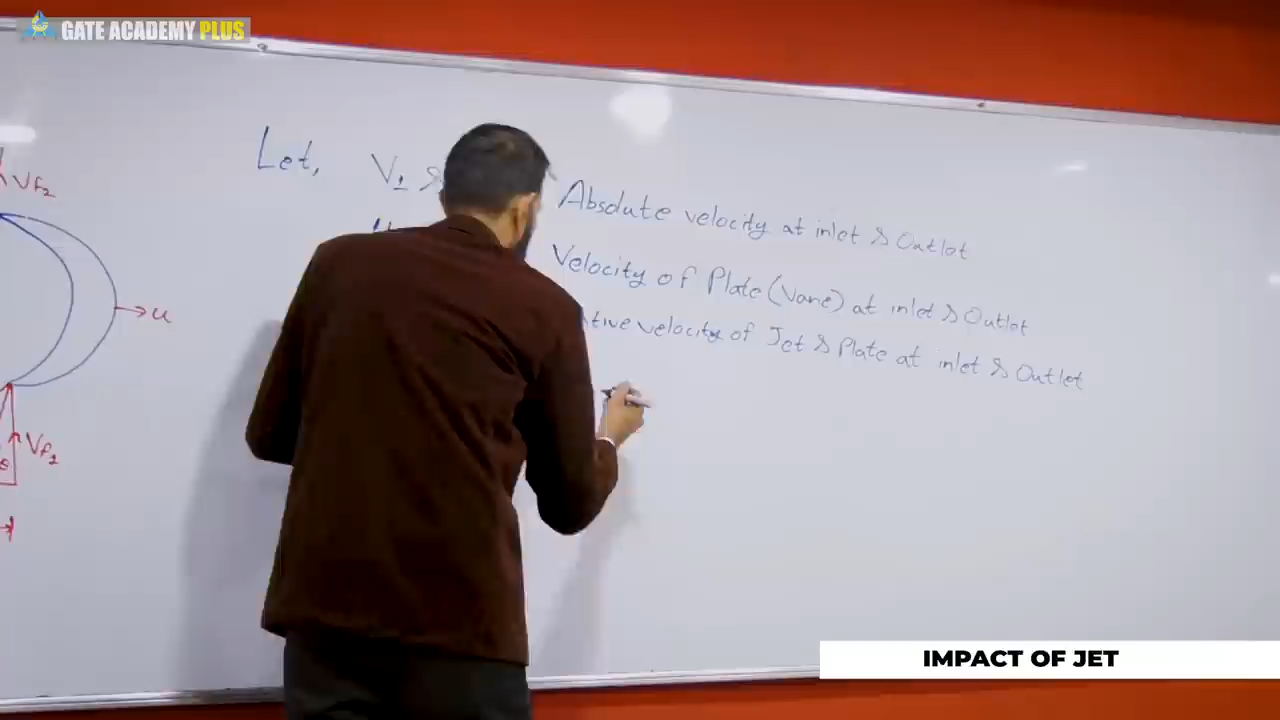 GATE ACADEMY PLUS
Let, V1 & Absolute velocity at inlet & Outlet
Velocity of Plate (Vane) at inlet & Outlet
velocity of Jet & Plate at inlet & Outlet
Vf2
u
Vf1
θ
IMPACT OF JET